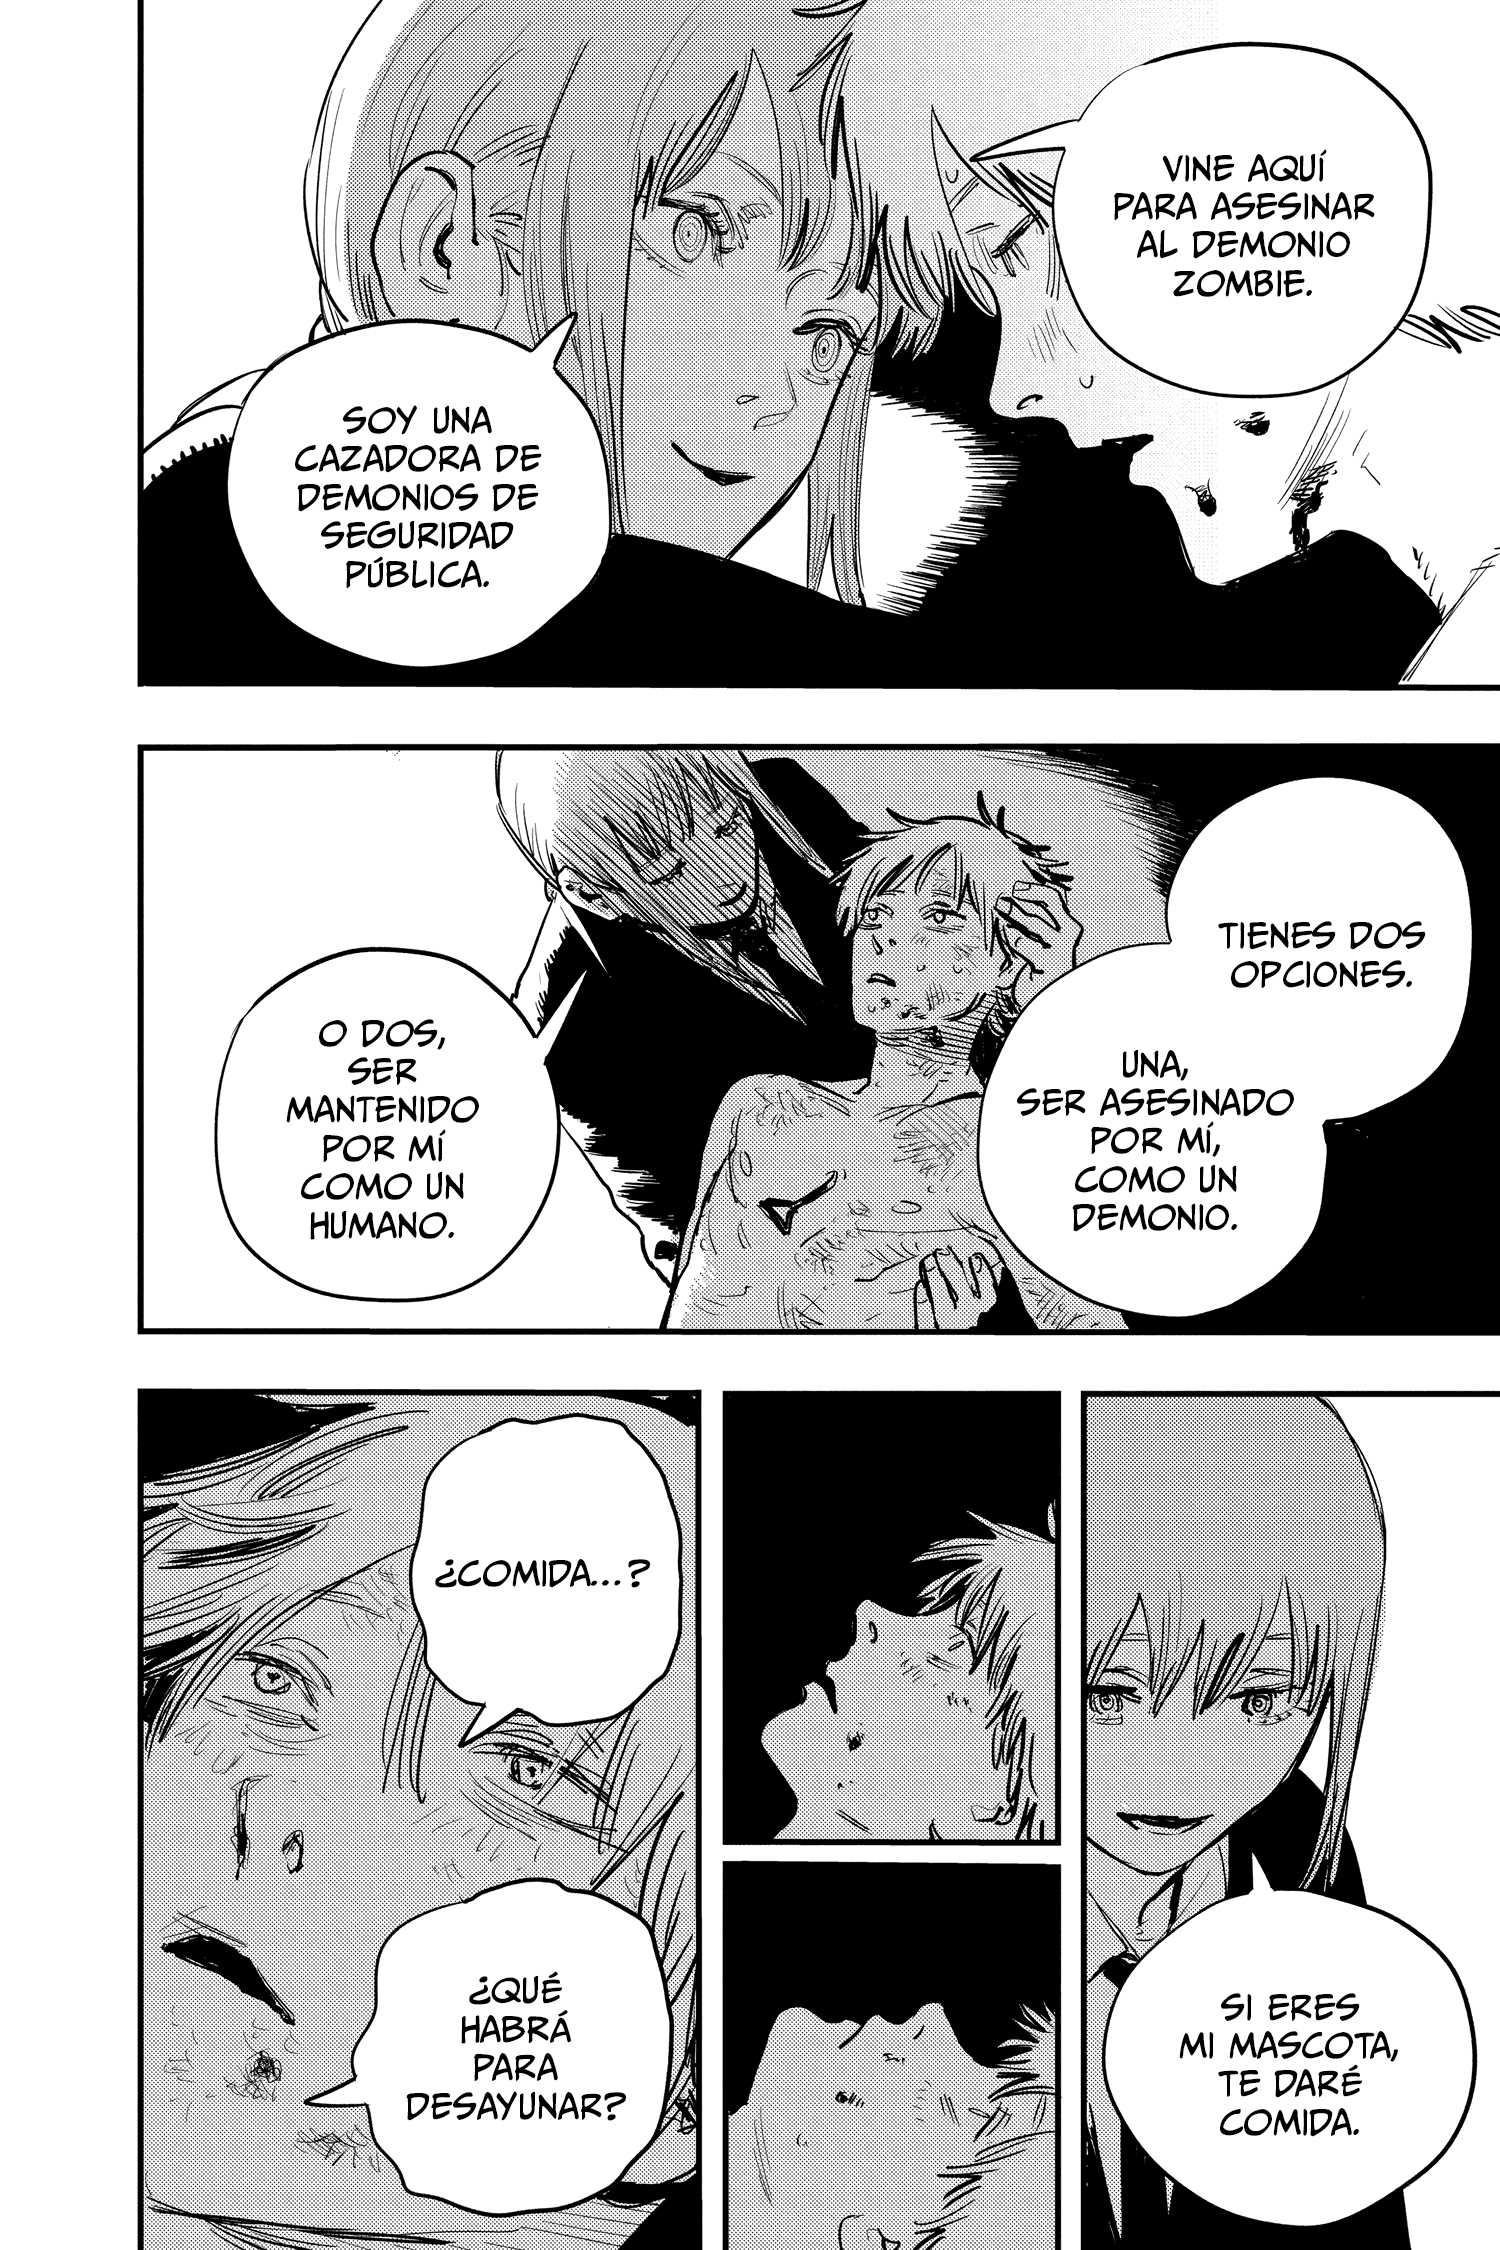 VINE AQUÍ
PARA ASESINAR
AL DEMONIO
ZOMBIE.
SOY UNA
CAZADORA DE
DEMONIOS DE
SEGURIDAD
PÚBLICA.
TIENES DOS
OPCIONES.
UNA,
SER ASESINADO
POR MÍ,
COMO UN
DEMONIO.
O DOS,
SER
MANTENIDO
POR MÍ
COMO UN
HUMANO.
SI ERES
MI MASCOTA,
TE DARÉ
COMIDA.
¿COMIDA...?
¿QUÉ
HABRÁ
PARA
DESAYUNAR?